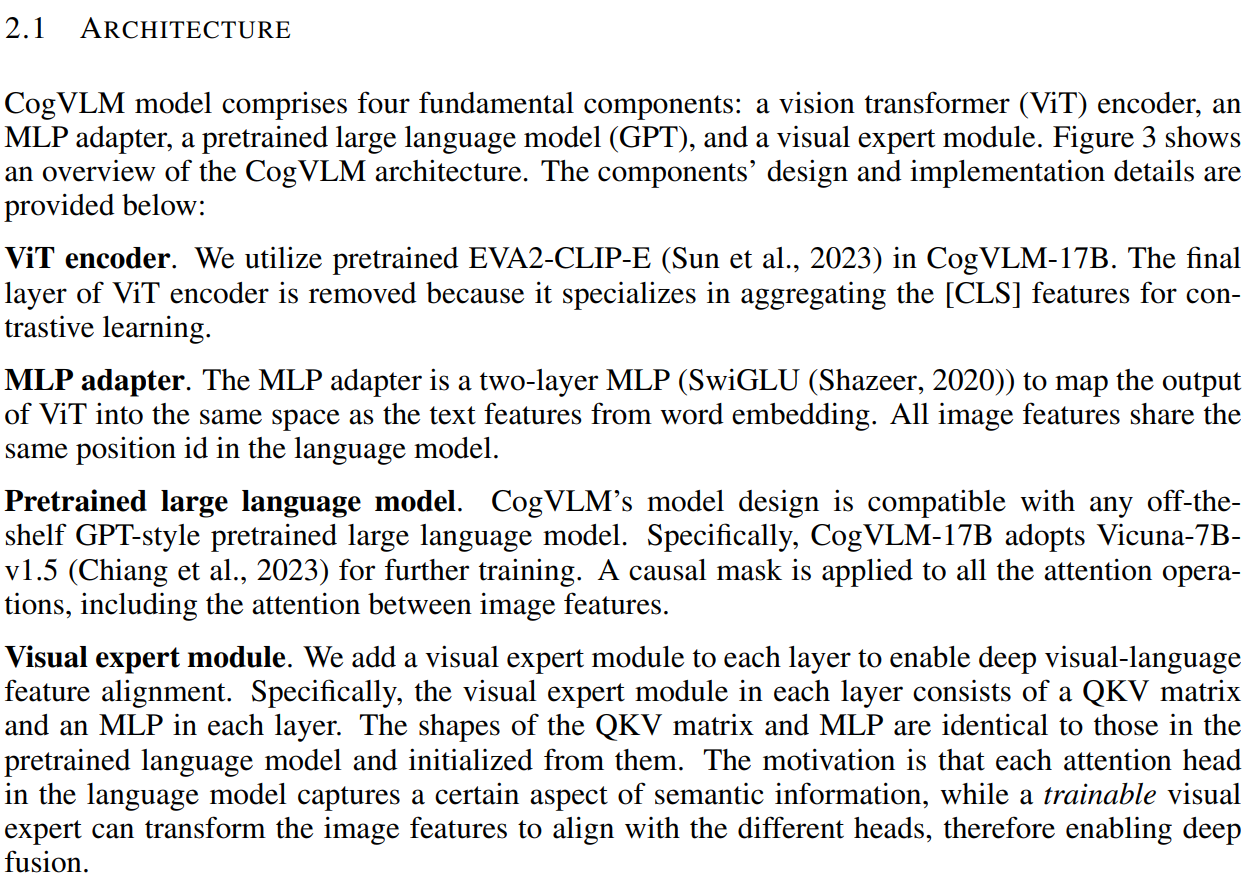 2.1 ARCHITECTURE
CogVLM model comprises four fundamental components: a vision transformer (ViT) encoder, an
MLP adapter, a pretrained large language model (GPT), and a visual expert module. Figure 3 shows
an overview of the CogVLM architecture. The components’ design and implementation details are
provided below:
ViT encoder. We utilize pretrained EVA2-CLIP-E (Sun et al., 2023) in CogVLM-17B. The final
layer of ViT encoder is removed because it specializes in aggregating the [CLS] features for con-
trastive learning.
MLP adapter. The MLP adapter is a two-layer MLP (SwiGLU (Shazeer, 2020)) to map the output
of ViT into the same space as the text features from word embedding. All image features share the
same position id in the language model.
Pretrained large language model. CogVLM’s model design is compatible with any off-the-
shelf GPT-style pretrained large language model. Specifically, CogVLM-17B adopts Vicuna-7B-
v1.5 (Chiang et al., 2023) for further training. A causal mask is applied to all the attention opera-
tions, including the attention between image features.
Visual expert module. We add a visual expert module to each layer to enable deep visual-language
feature alignment. Specifically, the visual expert module in each layer consists of a QKV matrix
and an MLP in each layer. The shapes of the QKV matrix and MLP are identical to those in the
pretrained language model and initialized from them. The motivation is that each attention head
in the language model captures a certain aspect of semantic information, while a trainable visual
expert can transform the image features to align with the different heads, therefore enabling deep
fusion.